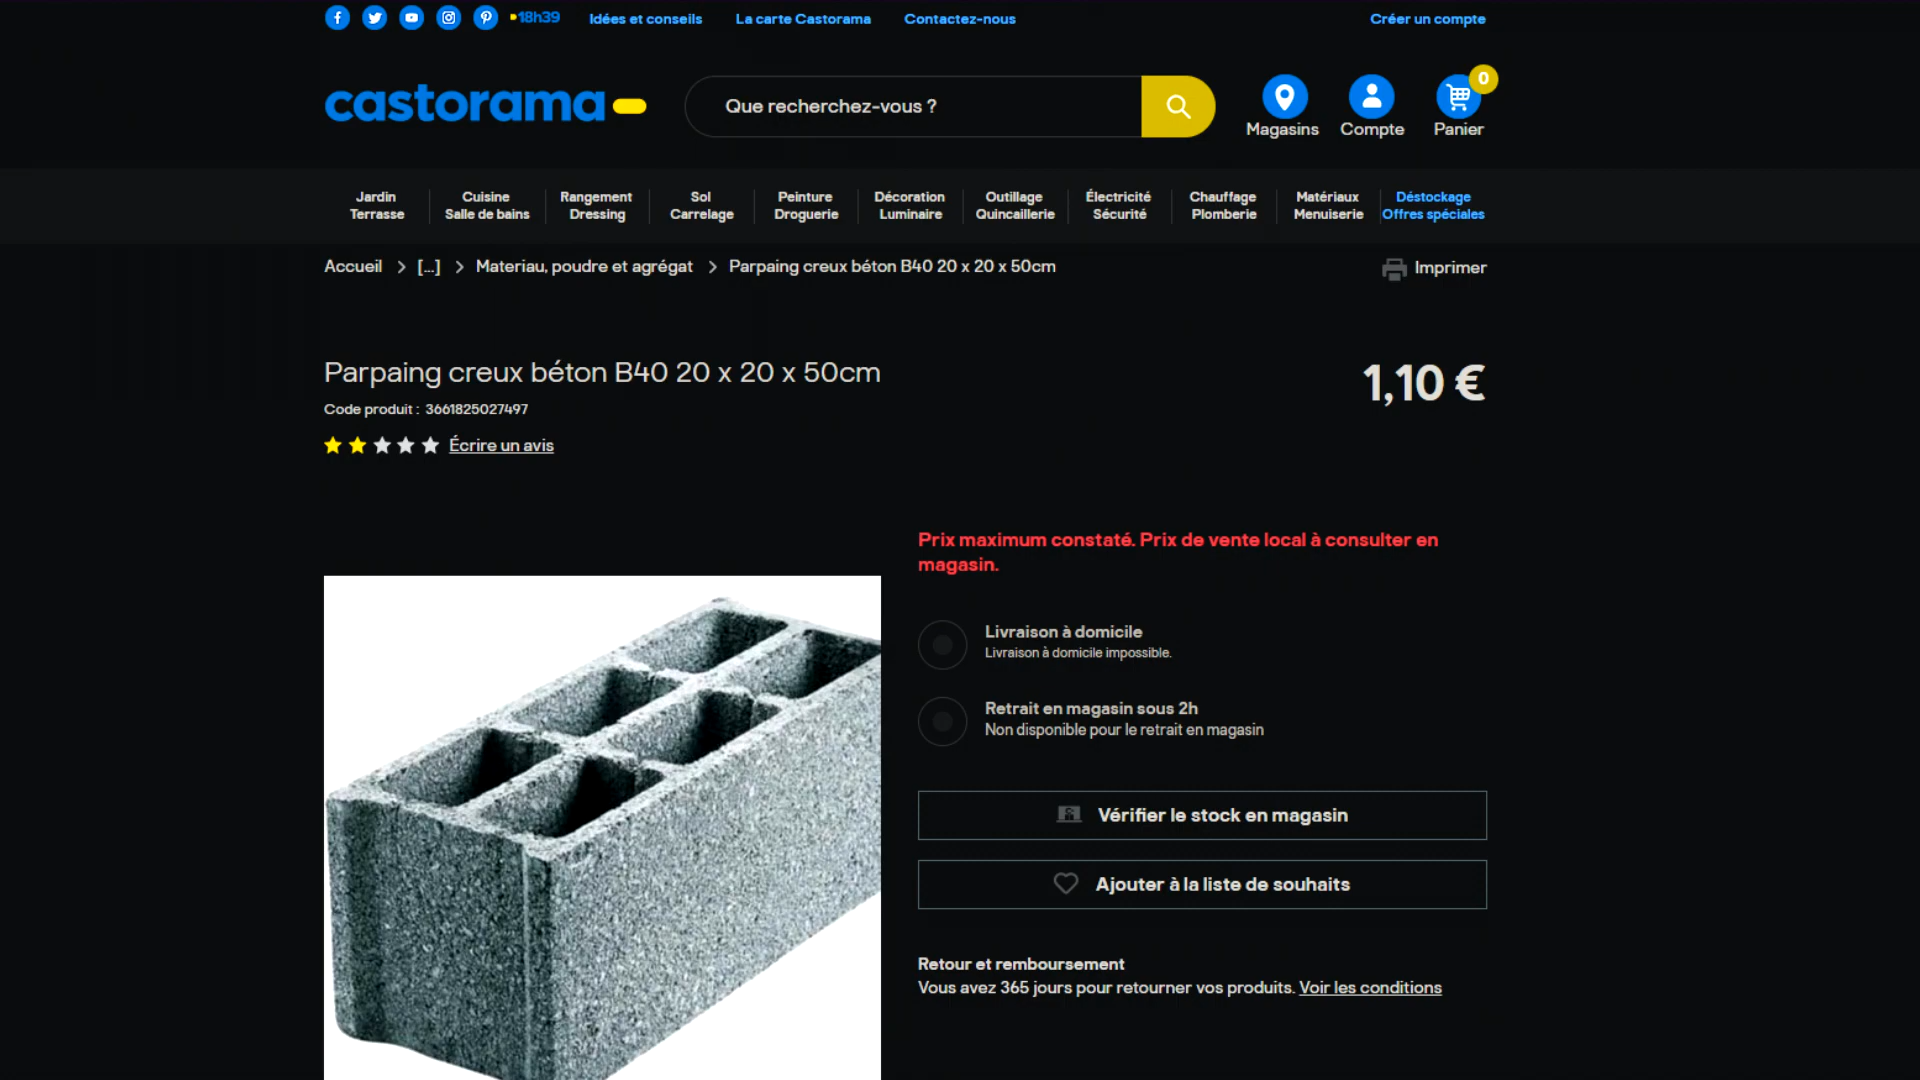 18h39
Idées et conseils
La carte Castorama
Contactez-nous
Créer un compte
castorama
Que recherchez-vous ?
Magasins
Compte
0
Panier
Jardin
Terrasse
Cuisine
Salle de bains
Rangement
Dressing
Sol
Carrelage
Peinture
Droguerie
Décoration
Luminaire
Outillage
Quincaillerie
Électricité
Sécurité
Chauffage
Plomberie
Matériaux
Menuiserie
Déstockage
Offres spéciales
Accueil > [...] > Materiau, poudre et agrégat > Parpaing creux béton B40 20 x 20 x 50cm
Imprimer
Parpaing creux béton B40 20 x 20 x 50cm
1,10 €
Code produit : 3661825027497
Écrire un avis
Prix maximum constaté. Prix de vente local à consulter en
magasin.
Livraison à domicile
Livraison à domicile impossible.
Retrait en magasin sous 2h
Non disponible pour le retrait en magasin
Vérifier le stock en magasin
Ajouter à la liste de souhaits
Retour et remboursement
Vous avez 365 jours pour retourner vos produits. Voir les conditions